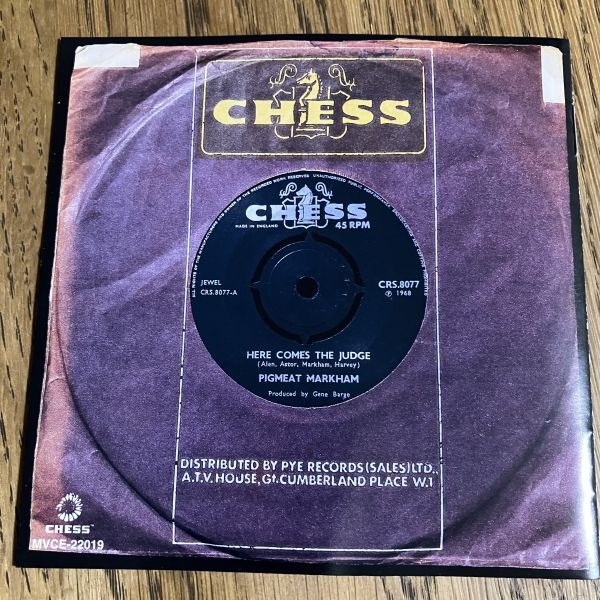 CHESS
CHESS
MADE IN ENGLAND
45 RPM
JEWEL
CRS.8077-A
CRS.8077
℗ 1968
HERE COMES THE JUDGE
(Alen, Astor, Markham, Harvey)
PIGMEAT MARKHAM
Produced by Gene Barge
DISTRIBUTED BY PYE RECORDS (SALES) LTD.,
A.T.V. HOUSE, Gt. CUMBERLAND PLACE W.1
CHESS™
MVCE-22019